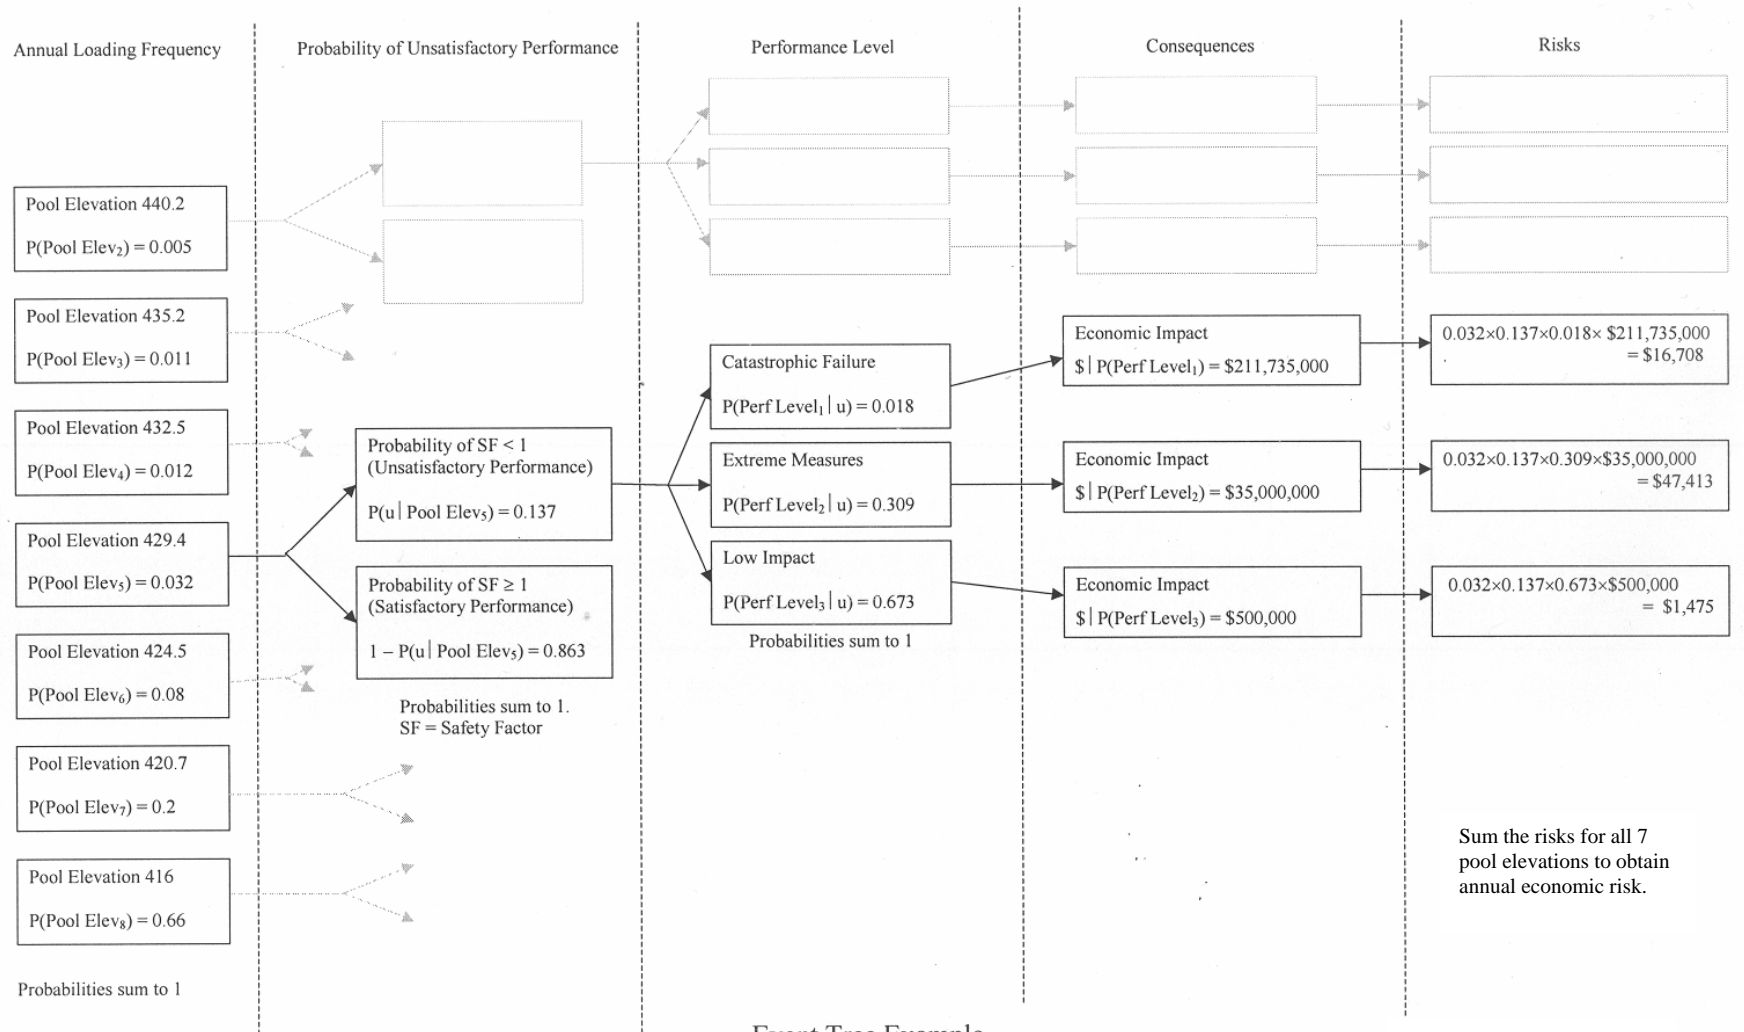 Annual Loading Frequency
Probability of Unsatisfactory Performance
Performance Level
Consequences
Risks
Pool Elevation 440.2
P(Pool Elev₂) = 0.005
Pool Elevation 435.2
P(Pool Elev₃) = 0.011
Pool Elevation 432.5
P(Pool Elev₄) = 0.012
Pool Elevation 429.4
P(Pool Elev₅) = 0.032
Pool Elevation 424.5
P(Pool Elev₆) = 0.08
Pool Elevation 420.7
P(Pool Elev₇) = 0.2
Pool Elevation 416
P(Pool Elev₈) = 0.66
Probabilities sum to 1
Probability of SF < 1
(Unsatisfactory Performance)
P(u | Pool Elev₅) = 0.137
Probability of SF ≥ 1
(Satisfactory Performance)
1 – P(u | Pool Elev₅) = 0.863
Probabilities sum to 1.
SF = Safety Factor
Catastrophic Failure
P(Perf Level₁ | u) = 0.018
Extreme Measures
P(Perf Level₂ | u) = 0.309
Low Impact
P(Perf Level₃ | u) = 0.673
Probabilities sum to 1
Economic Impact
$ | P(Perf Level₁) = $211,735,000
Economic Impact
$ | P(Perf Level₂) = $35,000,000
Economic Impact
$ | P(Perf Level₃) = $500,000
0.032×0.137×0.018× $211,735,000
= $16,708
0.032×0.137×0.309×$35,000,000
= $47,413
0.032×0.137×0.673×$500,000
= $1,475
Sum the risks for all 7
pool elevations to obtain
annual economic risk.
Event Tree Example